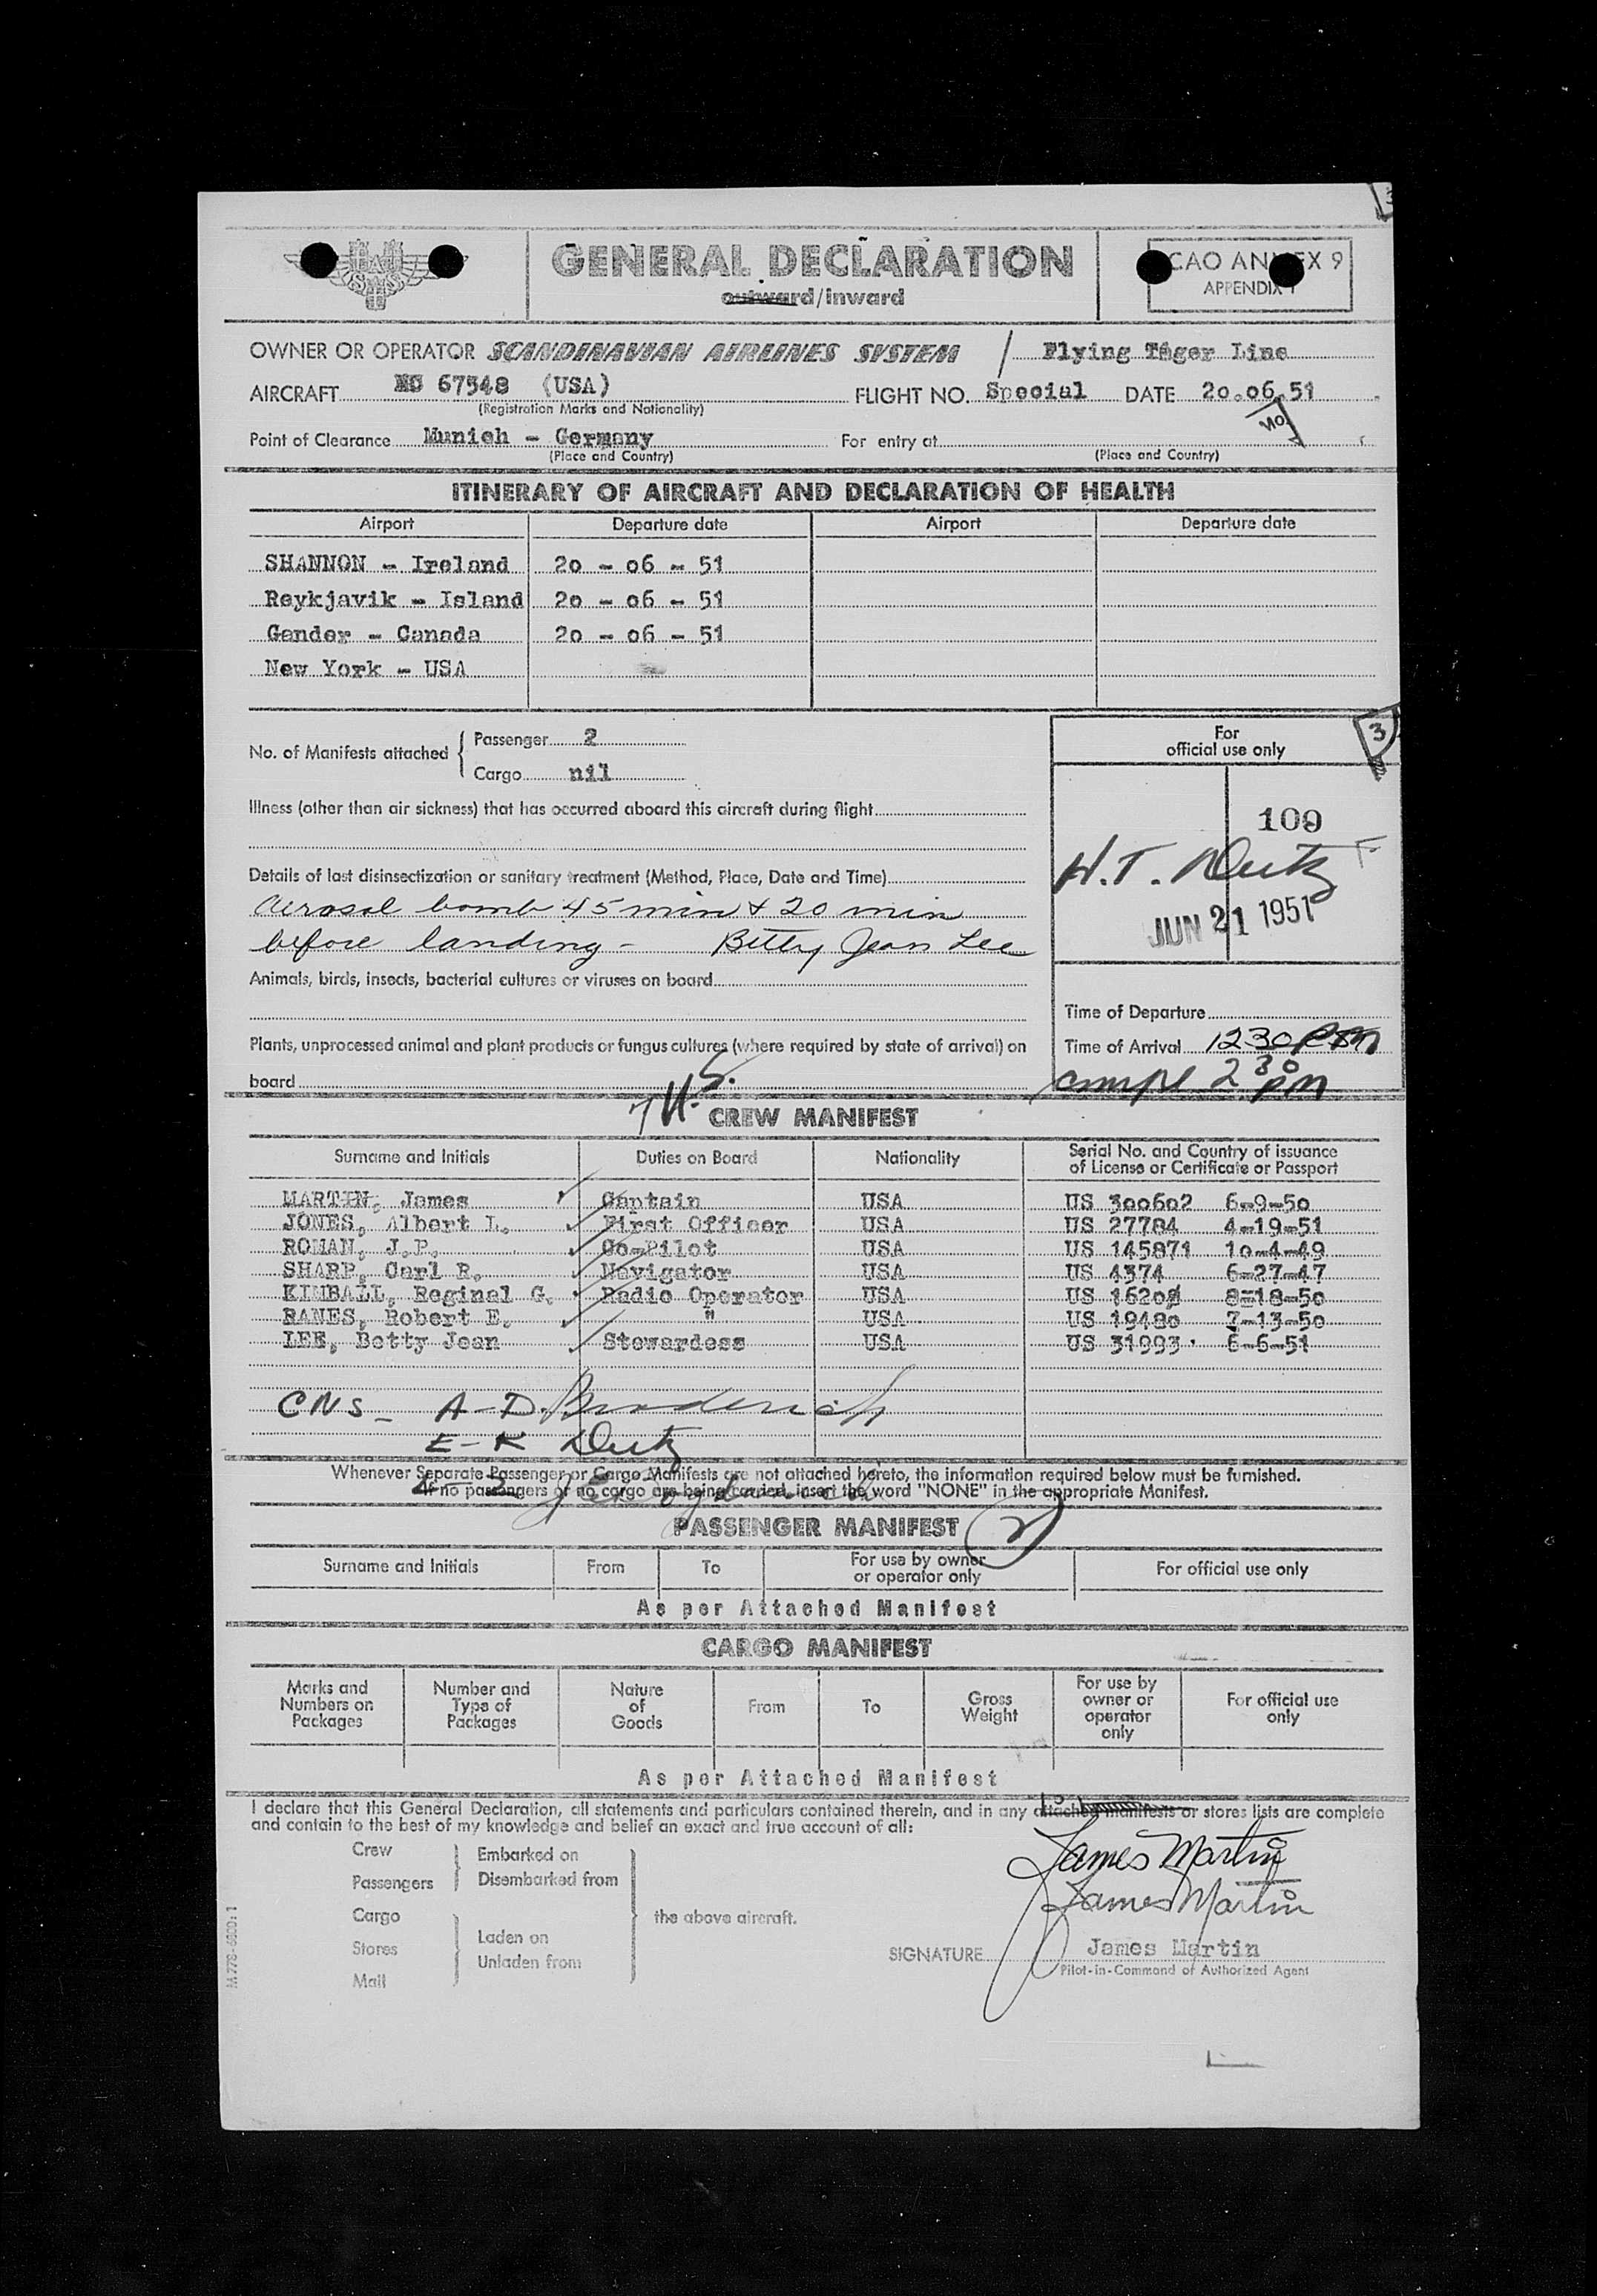 GENERAL DECLARATION
outward/inward
CAO ANNEX 9
APPENDIX 1
OWNER OR OPERATOR SCANDINAVIAN AIRLINES SYSTEM / Flying Tiger Line
AIRCRAFT 67548 (USA) FLIGHT NO. Special DATE 20.06.51
(Registration Marks and Nationality)
Point of Clearance Munich - Germany For entry at
(Place and Country) (Place and Country)
ITINERARY OF AIRCRAFT AND DECLARATION OF HEALTH
Airport Departure date Airport Departure date
SHANNON - Ireland 20 - 06 - 51
Reykjavik - Island 20 - 06 - 51
Gander - Canada 20 - 06 - 51
New York - USA
No. of Manifests attached { Passenger 2
Cargo nil
For
official use only
3
Illness (other than air sickness) that has occurred aboard this aircraft during flight
109
Details of last disinsectization or sanitary treatment (Method, Place, Date and Time)
H.T. Deitz
Aerosol bomb 45 min & 20 min
before landing - Betty Jean Lee
JUN 21 1951
Animals, birds, insects, bacterial cultures or viruses on board
Time of Departure
Plants, unprocessed animal and plant products or fungus cultures (where required by state of arrival) on
board
Time of Arrival 1230 PM
compl 2 30 PM
7 U.S.
CREW MANIFEST
Surname and Initials Duties on Board Nationality Serial No. and Country of issuance
of License or Certificate or Passport
MARTIN, James Captain USA US 300602 6-9-50
JONES, Albert L. First Officer USA US 27784 4-19-51
ROMAN, J.P. Co-Pilot USA US 145871 10-4-49
SHARP, Carl R. Navigator USA US 4374 6-27-47
KIMBALL, Reginal G. Radio Operator USA US 16208 8-18-50
RANES, Robert E. " USA US 19480 7-13-50
LEE, Betty Jean Stewardess USA US 31993 6-6-51
CNS - A-D Broderick
E-K Deitz
Whenever Separate Passenger or Cargo Manifests are not attached hereto, the information required below must be furnished.
If no passengers or no cargo are being carried, insert the word "NONE" in the appropriate Manifest.
PASSENGER MANIFEST 2
Surname and Initials From To For use by owner
or operator only For official use only
As per Attached Manifest
CARGO MANIFEST
Marks and
Numbers on
Packages
Number and
Type of
Packages
Nature
of
Goods
From
To
Gross
Weight
For use by
owner or
operator
only
For official use
only
As per Attached Manifest
I declare that this General Declaration, all statements and particulars contained therein, and in any attached manifests or stores lists are complete
and contain to the best of my knowledge and belief an exact and true account of all:
Crew
Passengers
Embarked on
Disembarked from
Cargo
Stores
Mail
Laden on
Unladen from
the above aircraft.
James Martin
James Martin
SIGNATURE James Martin
Pilot-in-Command or Authorized Agent